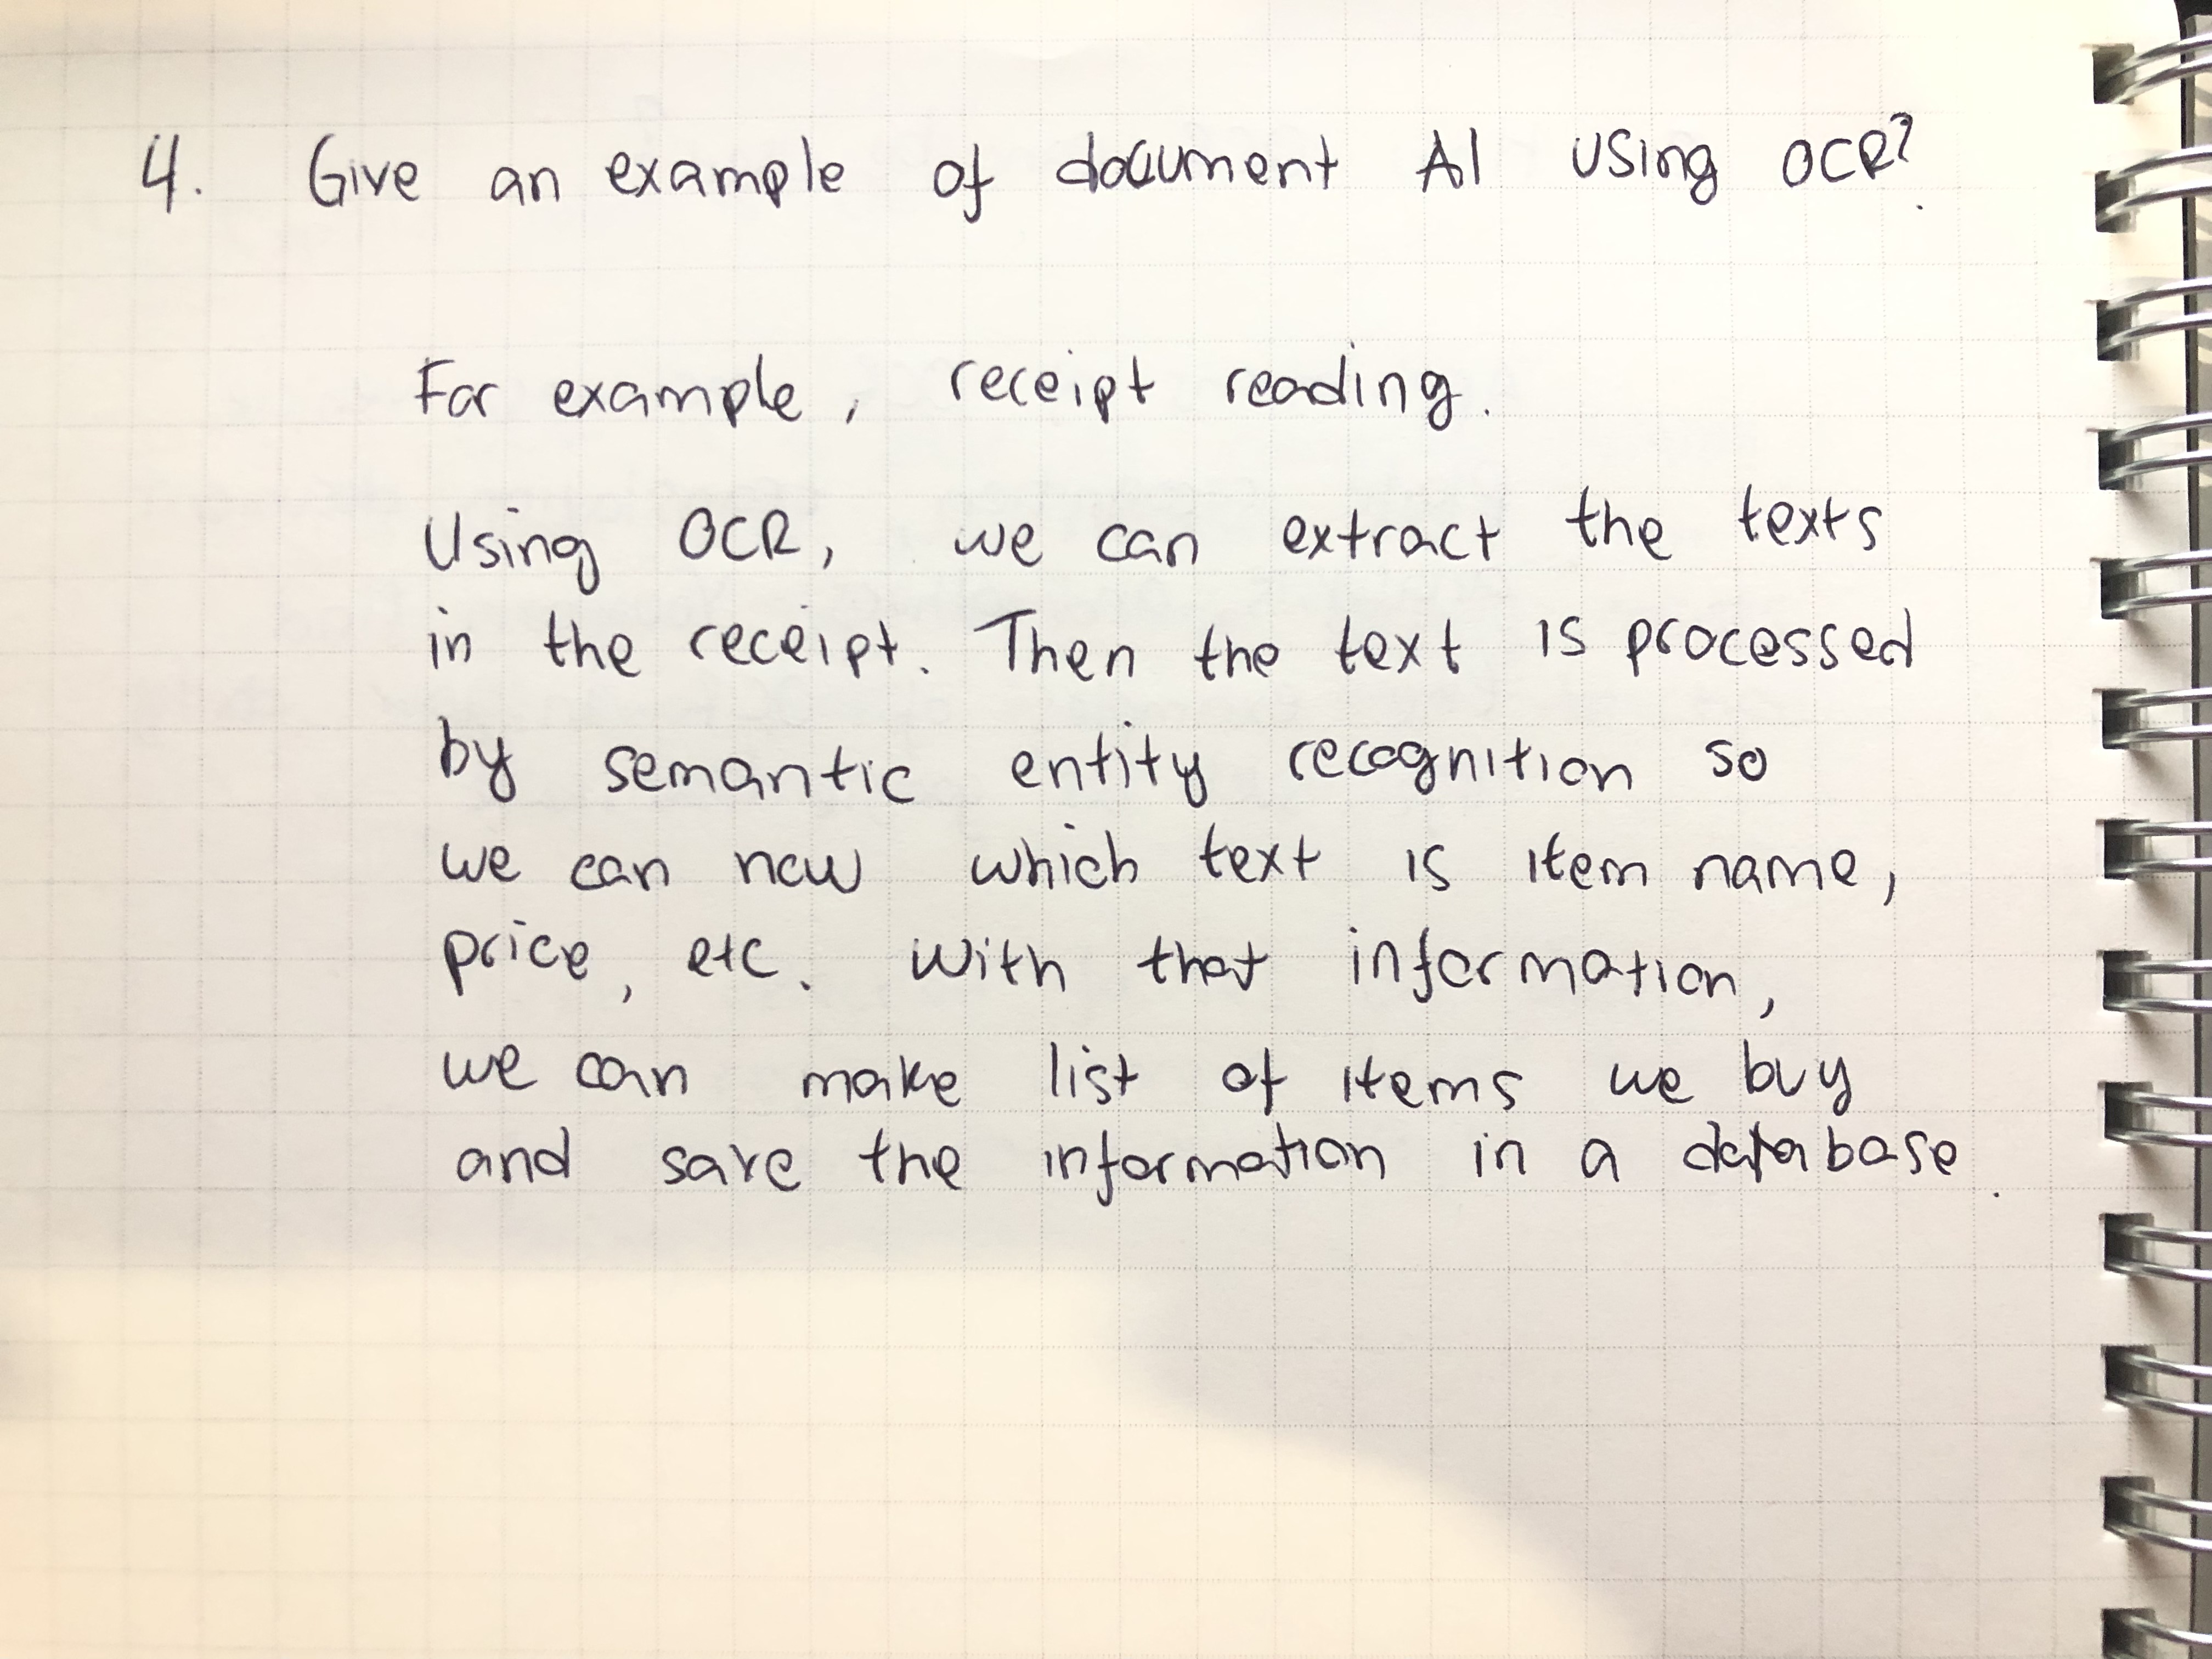 4. Give an example of document AI using OCR?
For example, receipt reading.
Using OCR, we can extract the texts
in the receipt. Then the text is processed
by semantic entity recognition so
we can now which text is item name,
price, etc. With that information,
we can make list of items we buy
and save the information in a database.